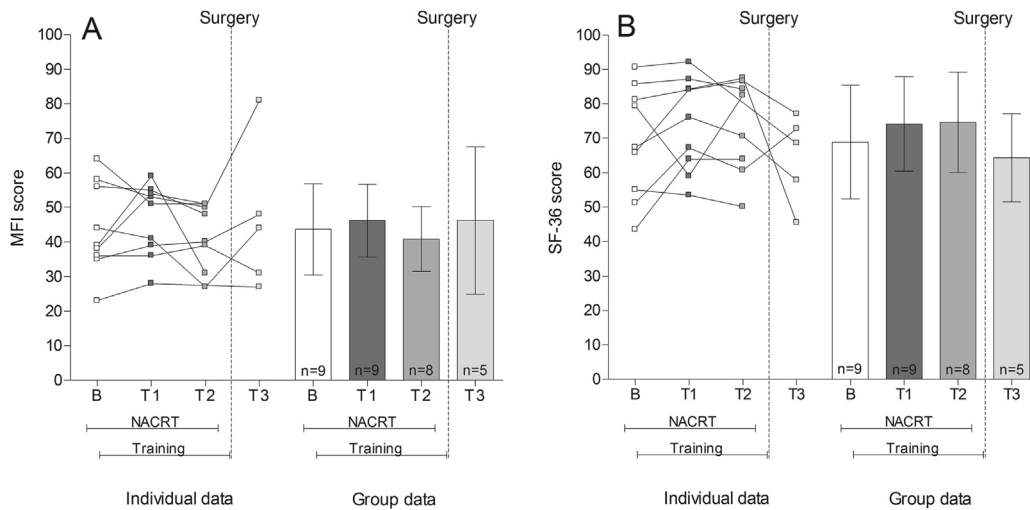 A
Surgery
Surgery
MFI score
100
90
80
70
60
50
40
30
20
10
0
n=9
n=9
n=8
n=5
B
T1
T2
T3
B
T1
T2
T3
NACRT
NACRT
Training
Training
Individual data
Group data
B
Surgery
Surgery
SF-36 score
100
90
80
70
60
50
40
30
20
10
0
n=9
n=9
n=8
n=5
B
T1
T2
T3
B
T1
T2
T3
NACRT
NACRT
Training
Training
Individual data
Group data